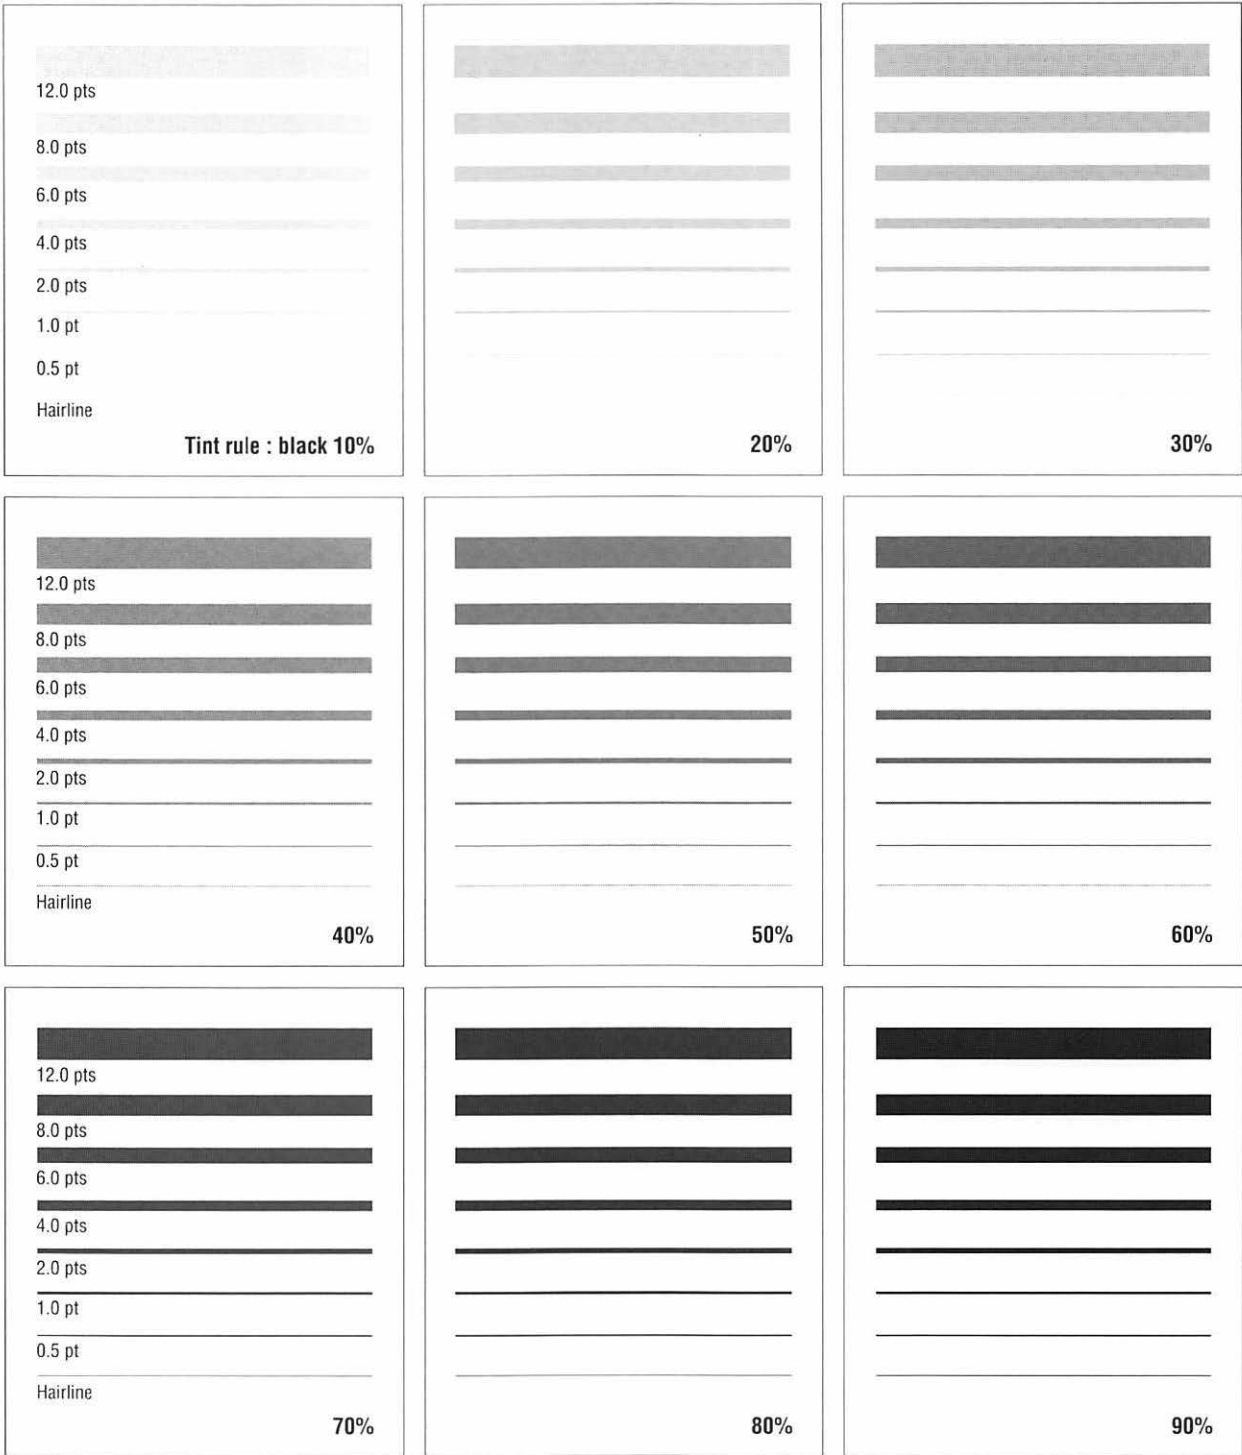 12.0 pts
8.0 pts
6.0 pts
4.0 pts
2.0 pts
1.0 pt
0.5 pt
Hairline
Tint rule : black 10%
20%
30%
12.0 pts
8.0 pts
6.0 pts
4.0 pts
2.0 pts
1.0 pt
0.5 pt
Hairline
40%
50%
60%
12.0 pts
8.0 pts
6.0 pts
4.0 pts
2.0 pts
1.0 pt
0.5 pt
Hairline
70%
80%
90%